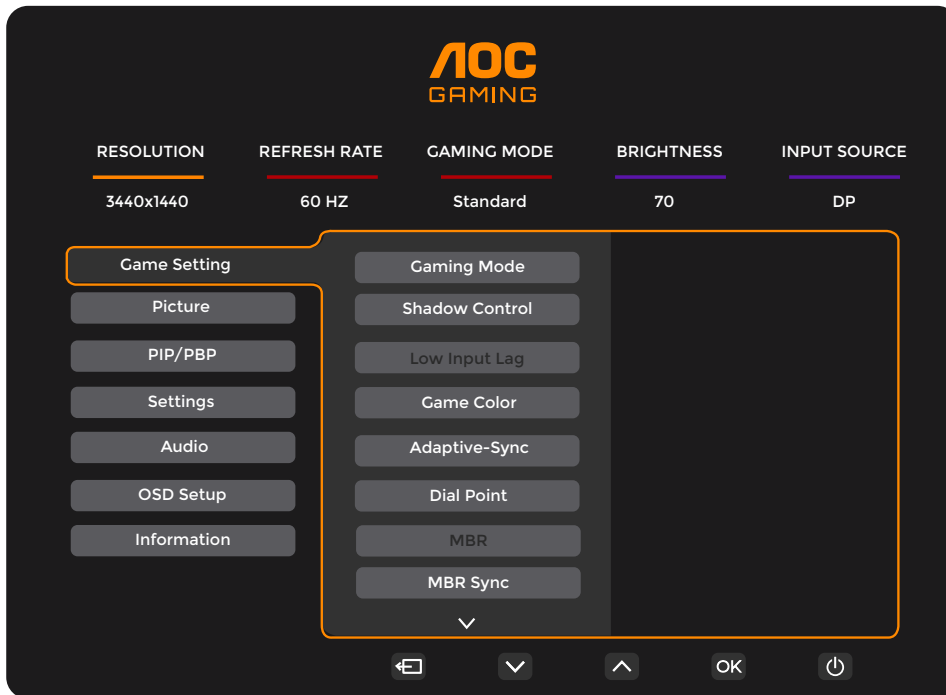 AOC
GAMING
RESOLUTION REFRESH RATE GAMING MODE BRIGHTNESS INPUT SOURCE
3440x1440 60 HZ Standard 70 DP
Game Setting
Picture
PIP/PBP
Settings
Audio
OSD Setup
Information
Gaming Mode
Shadow Control
Low Input Lag
Game Color
Adaptive-Sync
Dial Point
MBR
MBR Sync
OK